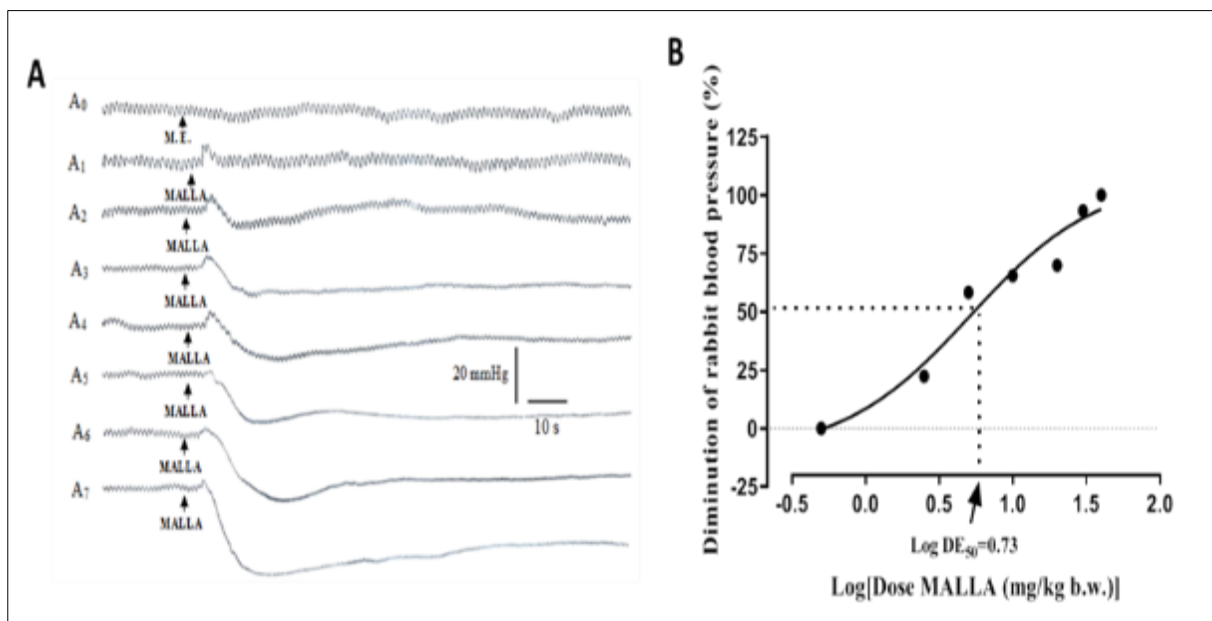 A
A0
M.E.
A1
MALLA
A2
MALLA
A3
MALLA
A4
MALLA
A5
MALLA
A6
MALLA
A7
MALLA
20 mmHg
10 s
B
Diminution of rabbit blood pressure (%)
125
100
75
50
25
0
-25
-0.5 0.0 0.5 1.0 1.5 2.0
Log DE50=0.73
Log[Dose MALLA (mg/kg b.w.)]